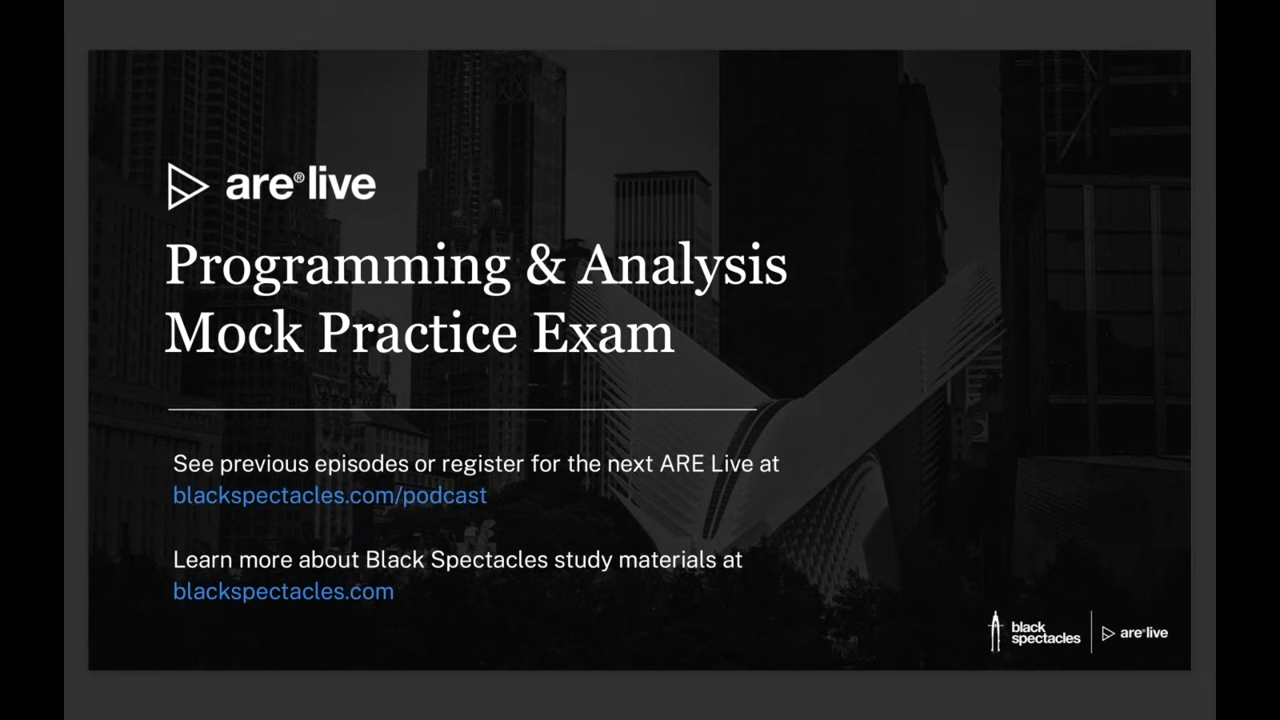 are® live
Programming & Analysis
Mock Practice Exam
See previous episodes or register for the next ARE Live at
blackspectacles.com/podcast
Learn more about Black Spectacles study materials at
blackspectacles.com
black
spectacles
are® live